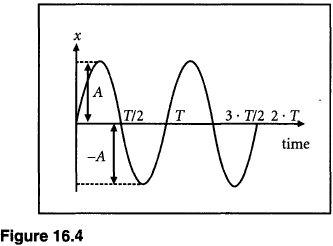 x
A
T/2 T 3 · T/2 2 · T
time
–A
Figure 16.4